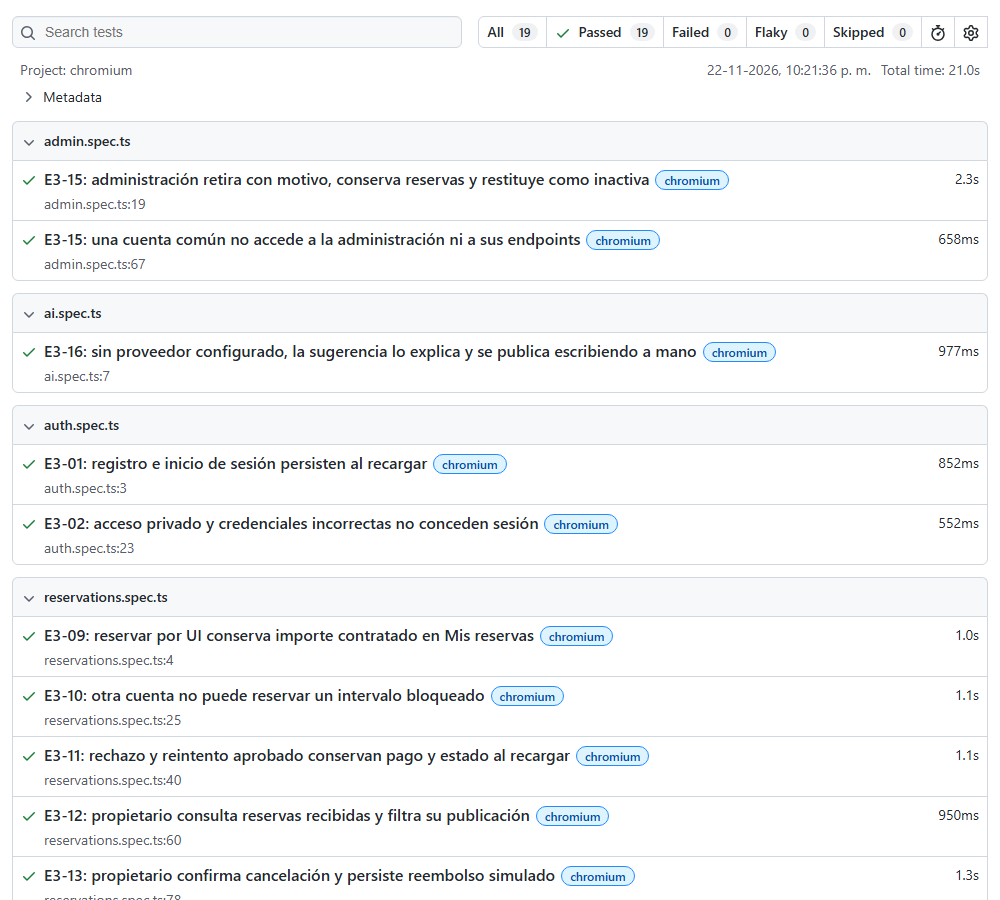 Search tests
All 19 Passed 19 Failed 0 Flaky 0 Skipped 0
Project: chromium 22-11-2026, 10:21:36 p. m. Total time: 21.0s
Metadata
admin.spec.ts
E3-15: administración retira con motivo, conserva reservas y restituye como inactiva chromium 2.3s
admin.spec.ts:19
E3-15: una cuenta común no accede a la administración ni a sus endpoints chromium 658ms
admin.spec.ts:67
ai.spec.ts
E3-16: sin proveedor configurado, la sugerencia lo explica y se publica escribiendo a mano chromium 977ms
ai.spec.ts:7
auth.spec.ts
E3-01: registro e inicio de sesión persisten al recargar chromium 852ms
auth.spec.ts:3
E3-02: acceso privado y credenciales incorrectas no conceden sesión chromium 552ms
auth.spec.ts:23
reservations.spec.ts
E3-09: reservar por UI conserva importe contratado en Mis reservas chromium 1.0s
reservations.spec.ts:4
E3-10: otra cuenta no puede reservar un intervalo bloqueado chromium 1.1s
reservations.spec.ts:25
E3-11: rechazo y reintento aprobado conservan pago y estado al recargar chromium 1.1s
reservations.spec.ts:40
E3-12: propietario consulta reservas recibidas y filtra su publicación chromium 950ms
reservations.spec.ts:60
E3-13: propietario confirma cancelación y persiste reembolso simulado chromium 1.3s
reservations.spec.ts:78